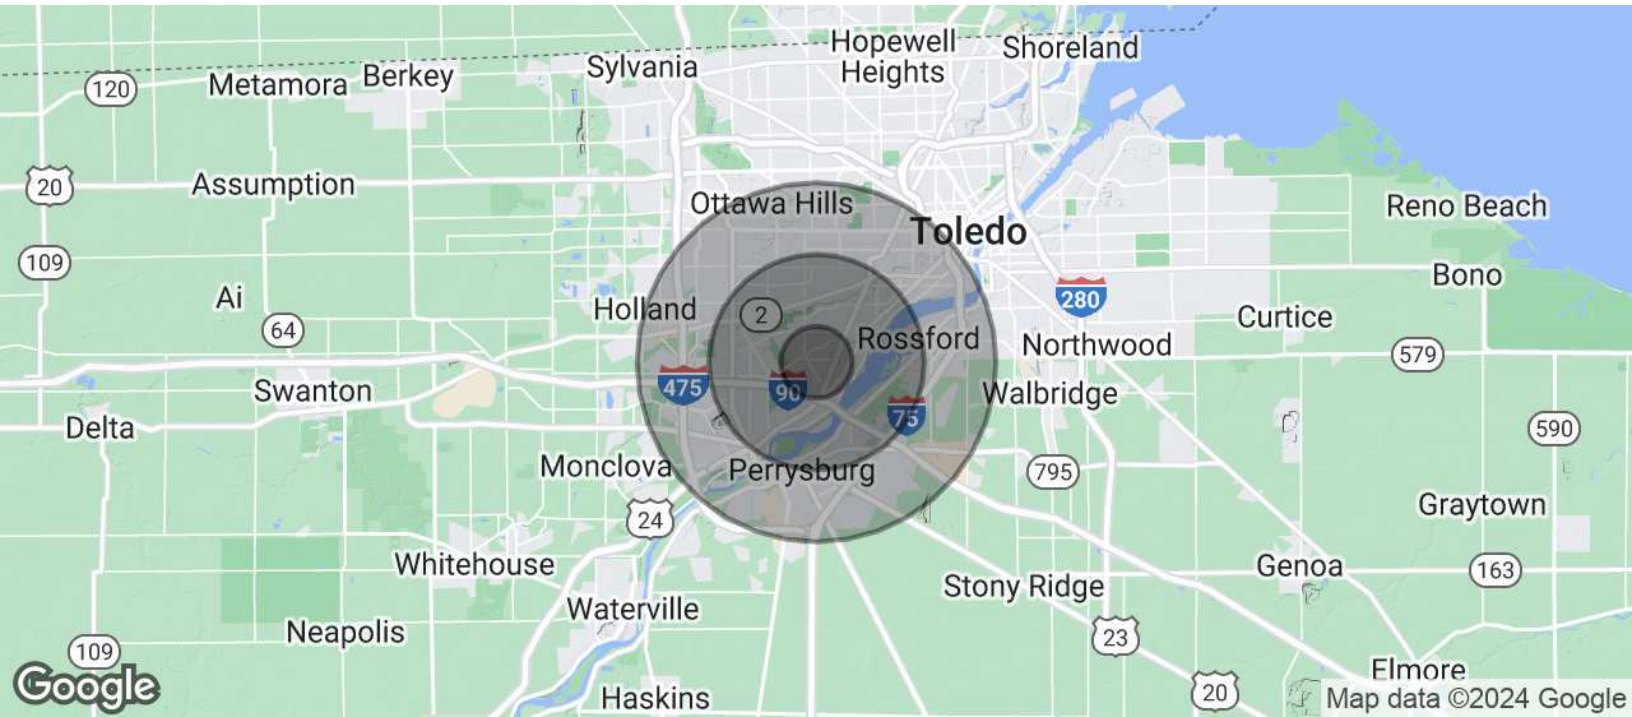 Hopewell
Heights
Shoreland
Sylvania
Berkey
Metamora
120
20
Assumption
Ottawa Hills
Reno Beach
Toledo
109
Bono
Ai
Holland
280
2
Curtice
64
Rossford
Northwood
579
475
90
Swanton
Walbridge
75
Delta
590
Monclova
Perrysburg
795
Graytown
24
Whitehouse
Genoa
163
Stony Ridge
Waterville
Neapolis
23
109
Elmore
Google
Haskins
20
Map data ©2024 Google